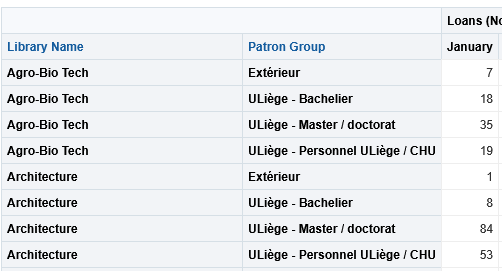 Loans (No
Library Name Patron Group January
Agro-Bio Tech Extérieur 7
Agro-Bio Tech ULiège - Bachelier 18
Agro-Bio Tech ULiège - Master / doctorat 35
Agro-Bio Tech ULiège - Personnel ULiège / CHU 19
Architecture Extérieur 1
Architecture ULiège - Bachelier 8
Architecture ULiège - Master / doctorat 84
Architecture ULiège - Personnel ULiège / CHU 53